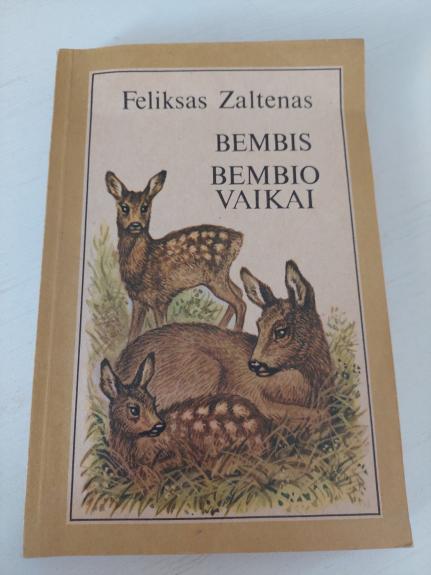 Feliksas Zaltenas
BEMBIS
BEMBIO
VAIKAI